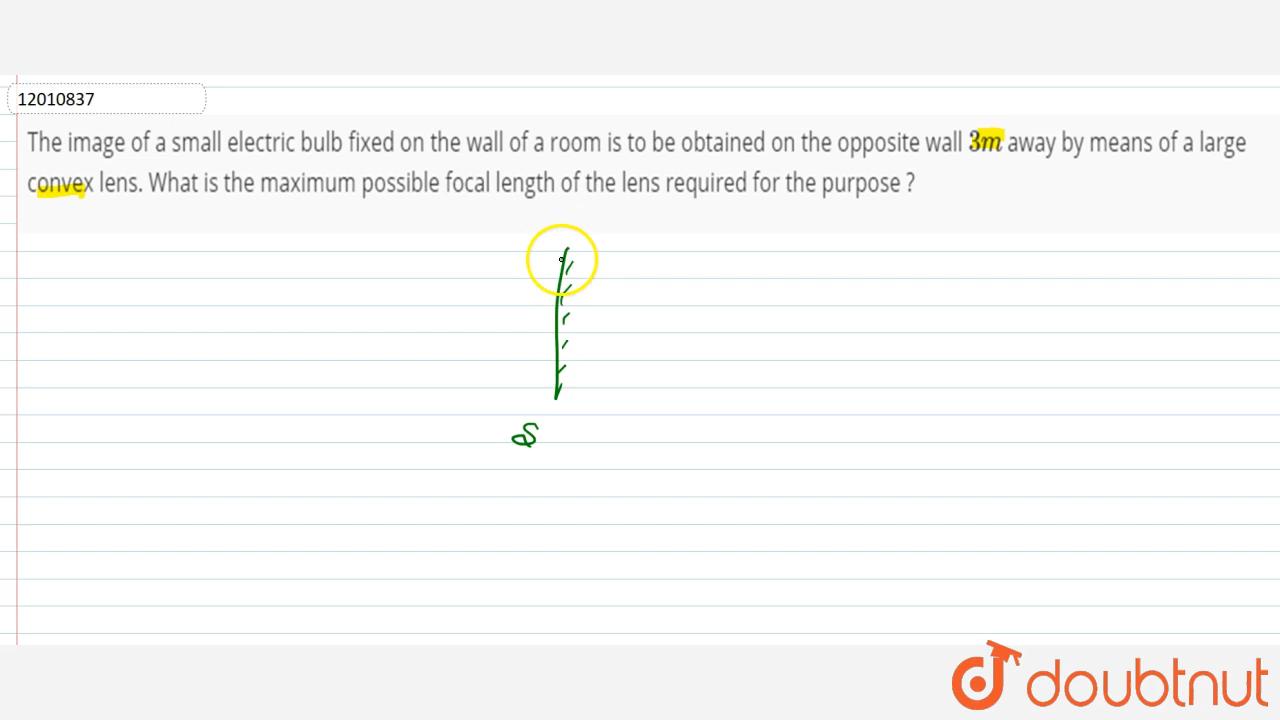 12010837
The image of a small electric bulb fixed on the wall of a room is to be obtained on the opposite wall 3m away by means of a large
convex lens. What is the maximum possible focal length of the lens required for the purpose ?
S
doubtnut